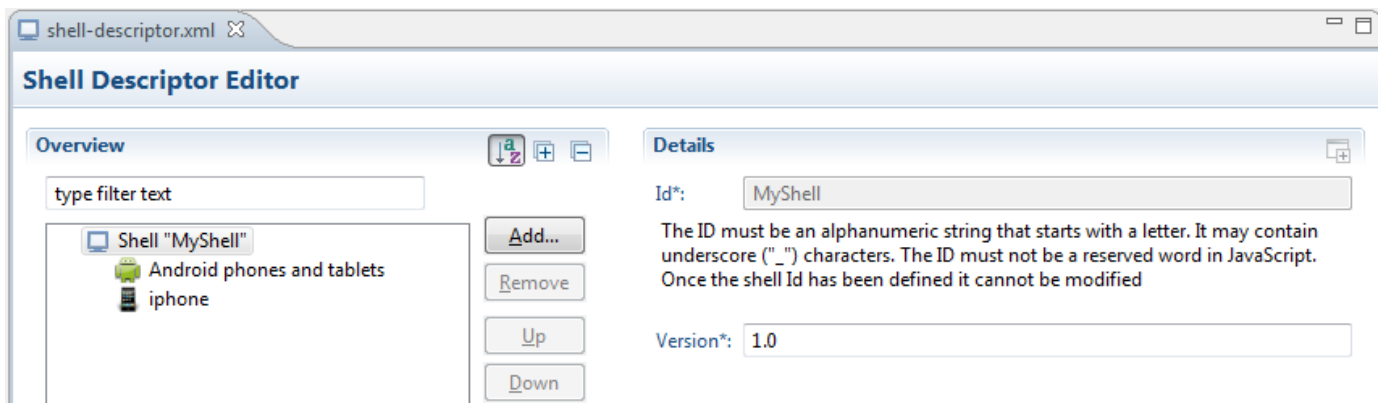 shell-descriptor.xml
Shell Descriptor Editor
Overview
type filter text
Shell "MyShell"
Android phones and tablets
iphone
Add...
Remove
Up
Down
Details
Id*:
MyShell
The ID must be an alphanumeric string that starts with a letter. It may contain
underscore ("_") characters. The ID must not be a reserved word in JavaScript.
Once the shell Id has been defined it cannot be modified
Version*:
1.0